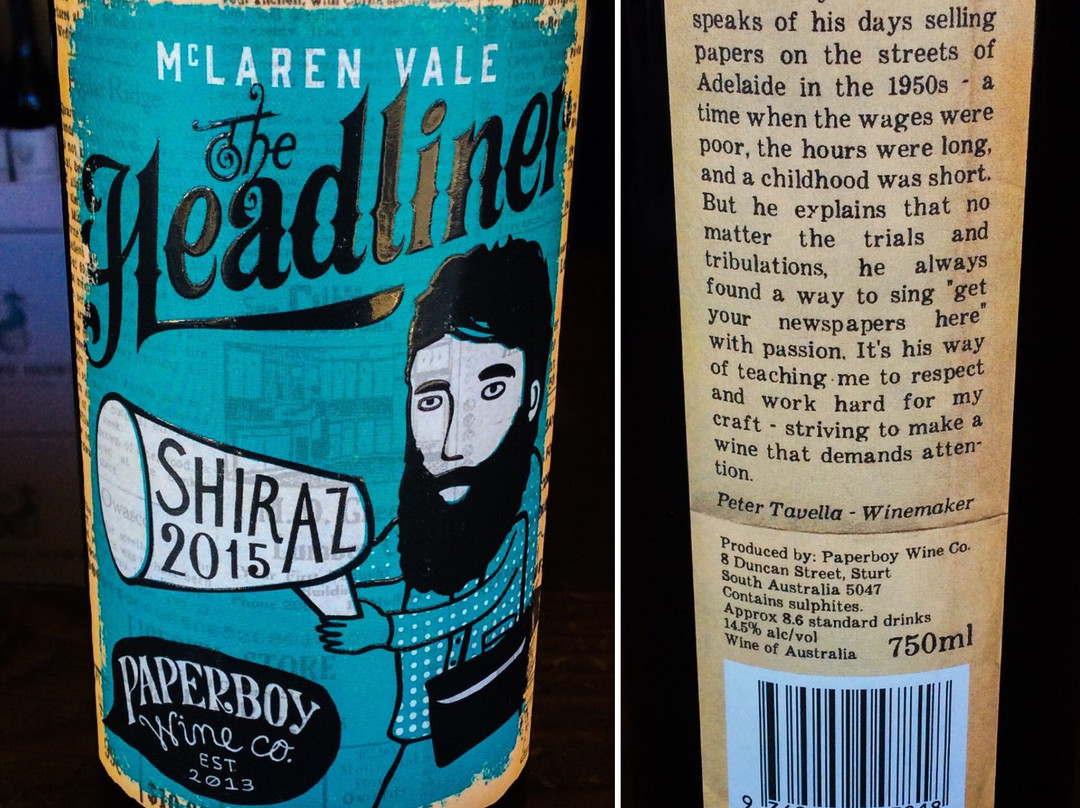 McLAREN VALE
The
Headliner
SHIRAZ
2015
PAPERBOY
Wine Co.
EST.
2013
speaks of his days selling
papers on the streets of
Adelaide in the 1950s - a
time when the wages were
poor, the hours were long,
and a childhood was short.
But he explains that no
matter the trials and
tribulations, he always
found a way to sing "get
your newspapers here"
with passion. It's his way
of teaching me to respect
and work hard for my
craft - striving to make a
wine that demands atten-
tion.
Peter Tavella - Winemaker
Produced by: Paperboy Wine Co.
8 Duncan Street, Sturt
South Australia 5047
Contains sulphites.
Approx 8.6 standard drinks
14.5% alc/vol
Wine of Australia
750ml